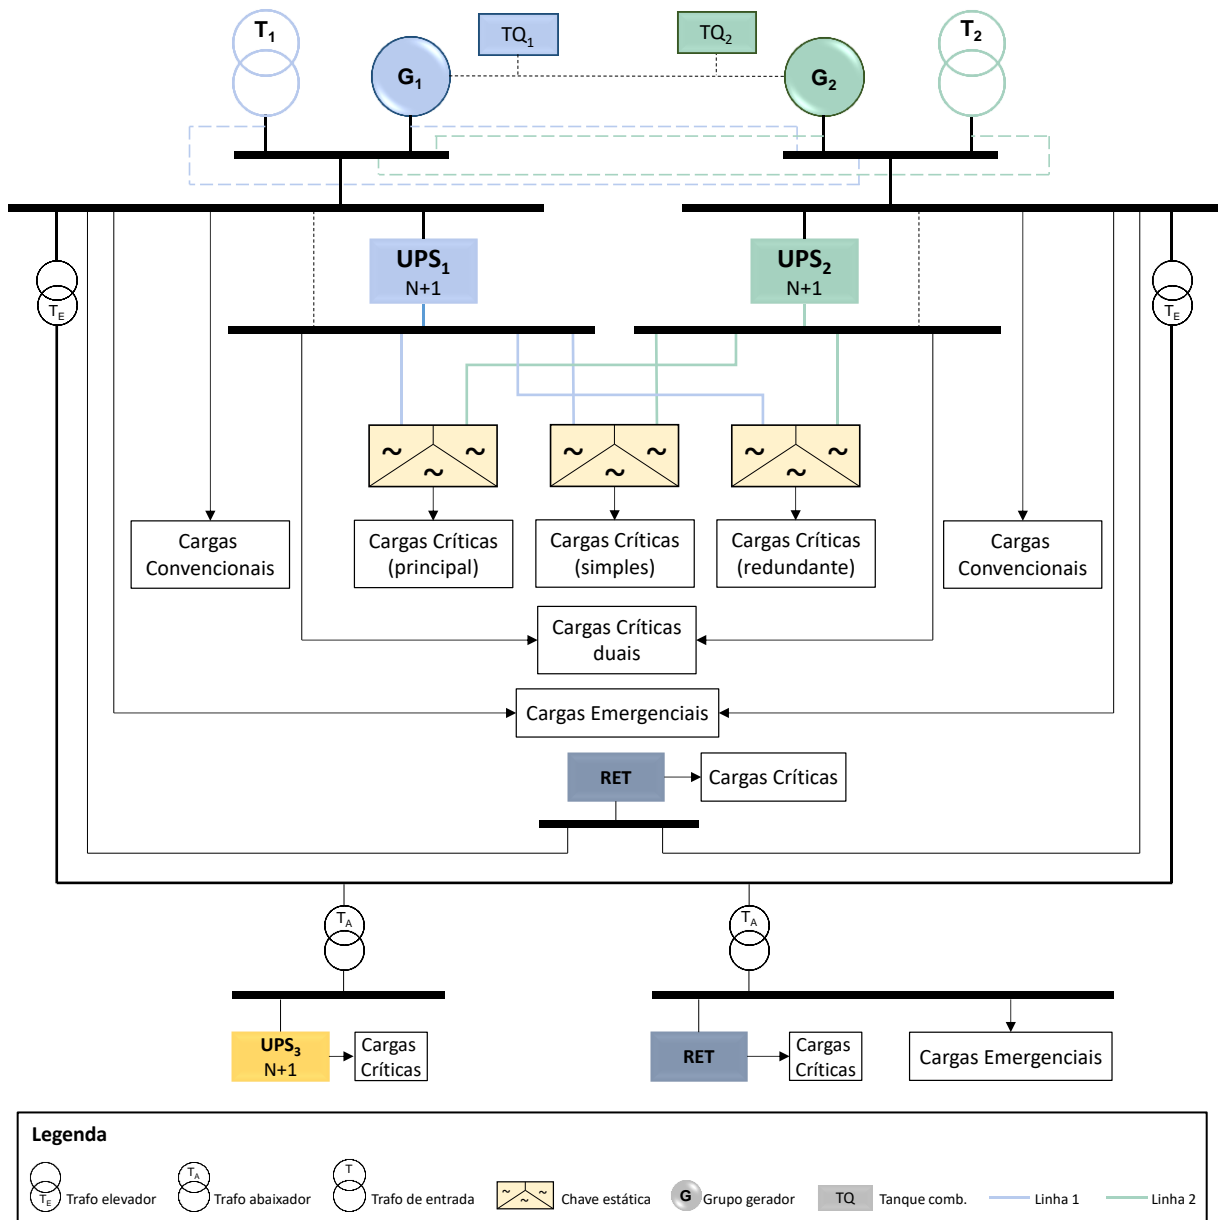 T1
TQ1
TQ2
T2
G1
G2
UPS1
N+1
UPS2
N+1
TE
TE
~ ~ ~
~ ~ ~
~ ~ ~
Cargas
Convencionais
Cargas Críticas
(principal)
Cargas Críticas
(simples)
Cargas Críticas
(redundante)
Cargas
Convencionais
Cargas Críticas
duais
Cargas Emergenciais
RET
Cargas Críticas
TA
TA
UPS3
N+1
Cargas
Críticas
RET
Cargas
Críticas
Cargas Emergenciais
Legenda
TE Trafo elevador
TA Trafo abaixador
T Trafo de entrada
~ ~ ~ Chave estática
G Grupo gerador
TQ Tanque comb.
Linha 1
Linha 2